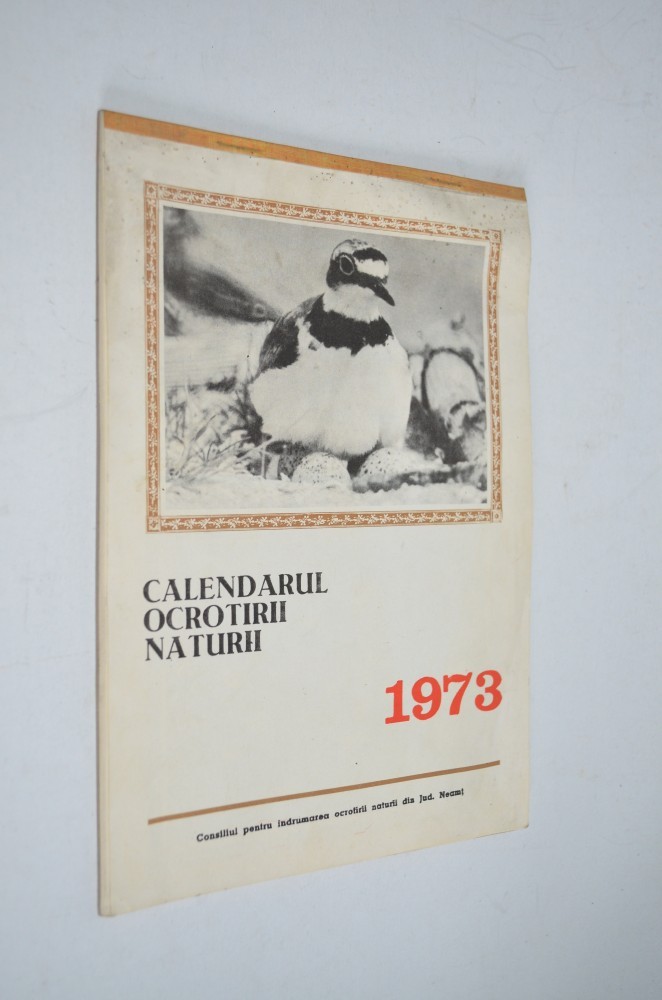 CALENDARUL
OCROTIRII
NATURII
1973
Consiliul pentru îndrumarea ocrotirii naturii din Jud. Neamț